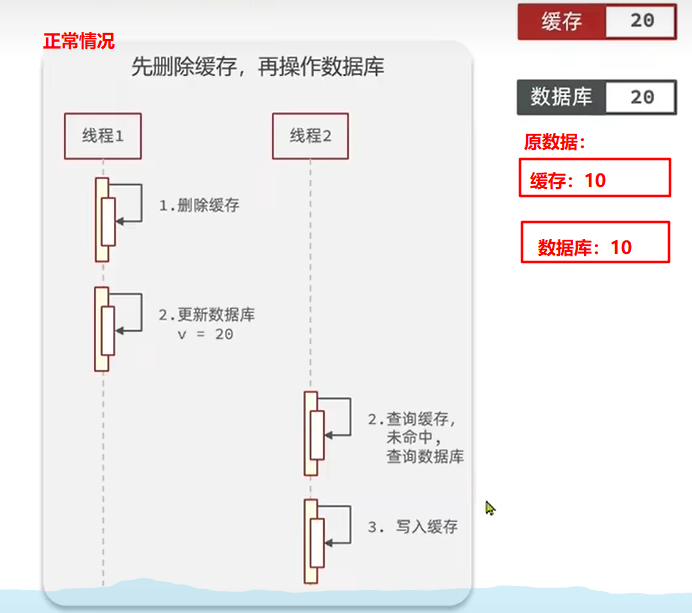 正常情况
先删除缓存，再操作数据库
缓存 20
数据库 20
原数据：
缓存：10
数据库：10
线程1
线程2
1.删除缓存
2.更新数据库
v = 20
2.查询缓存，
未命中，
查询数据库
3. 写入缓存